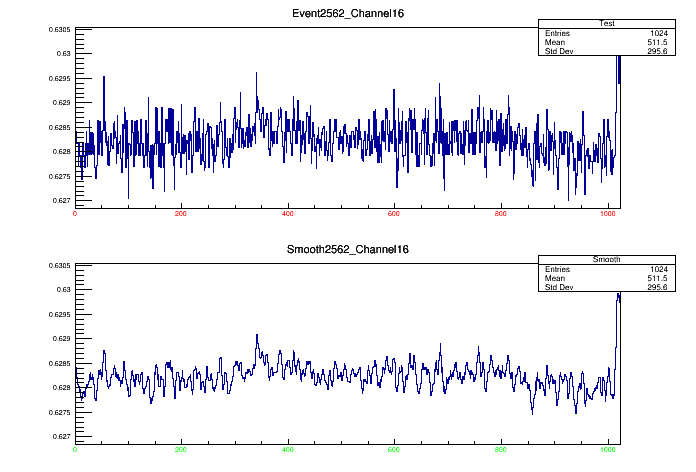 Event2562_Channel16
Test
Entries 1024
Mean 511.5
Std Dev 295.6
0.6305
0.63
0.6295
0.629
0.6285
0.628
0.6275
0.627
0 200 400 600 800 1000
Smooth2562_Channel16
Smooth
Entries 1024
Mean 511.5
Std Dev 295.6
0.6305
0.63
0.6295
0.629
0.6285
0.628
0.6275
0.627
0 200 400 600 800 1000